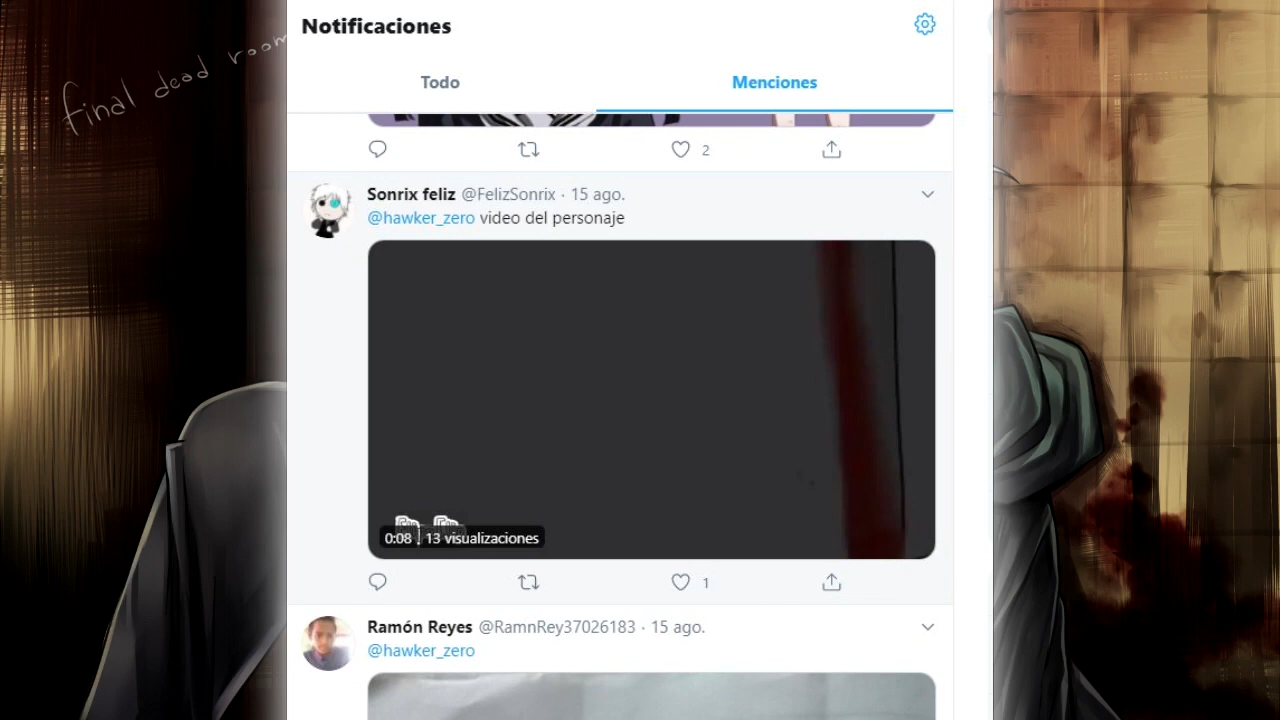 final dead room
Notificaciones
Todo
Menciones
2
Sonrix feliz @FelizSonrix · 15 ago.
@hawker_zero video del personaje
0:08 13 visualizaciones
1
Ramón Reyes @RamnRey37026183 · 15 ago.
@hawker_zero